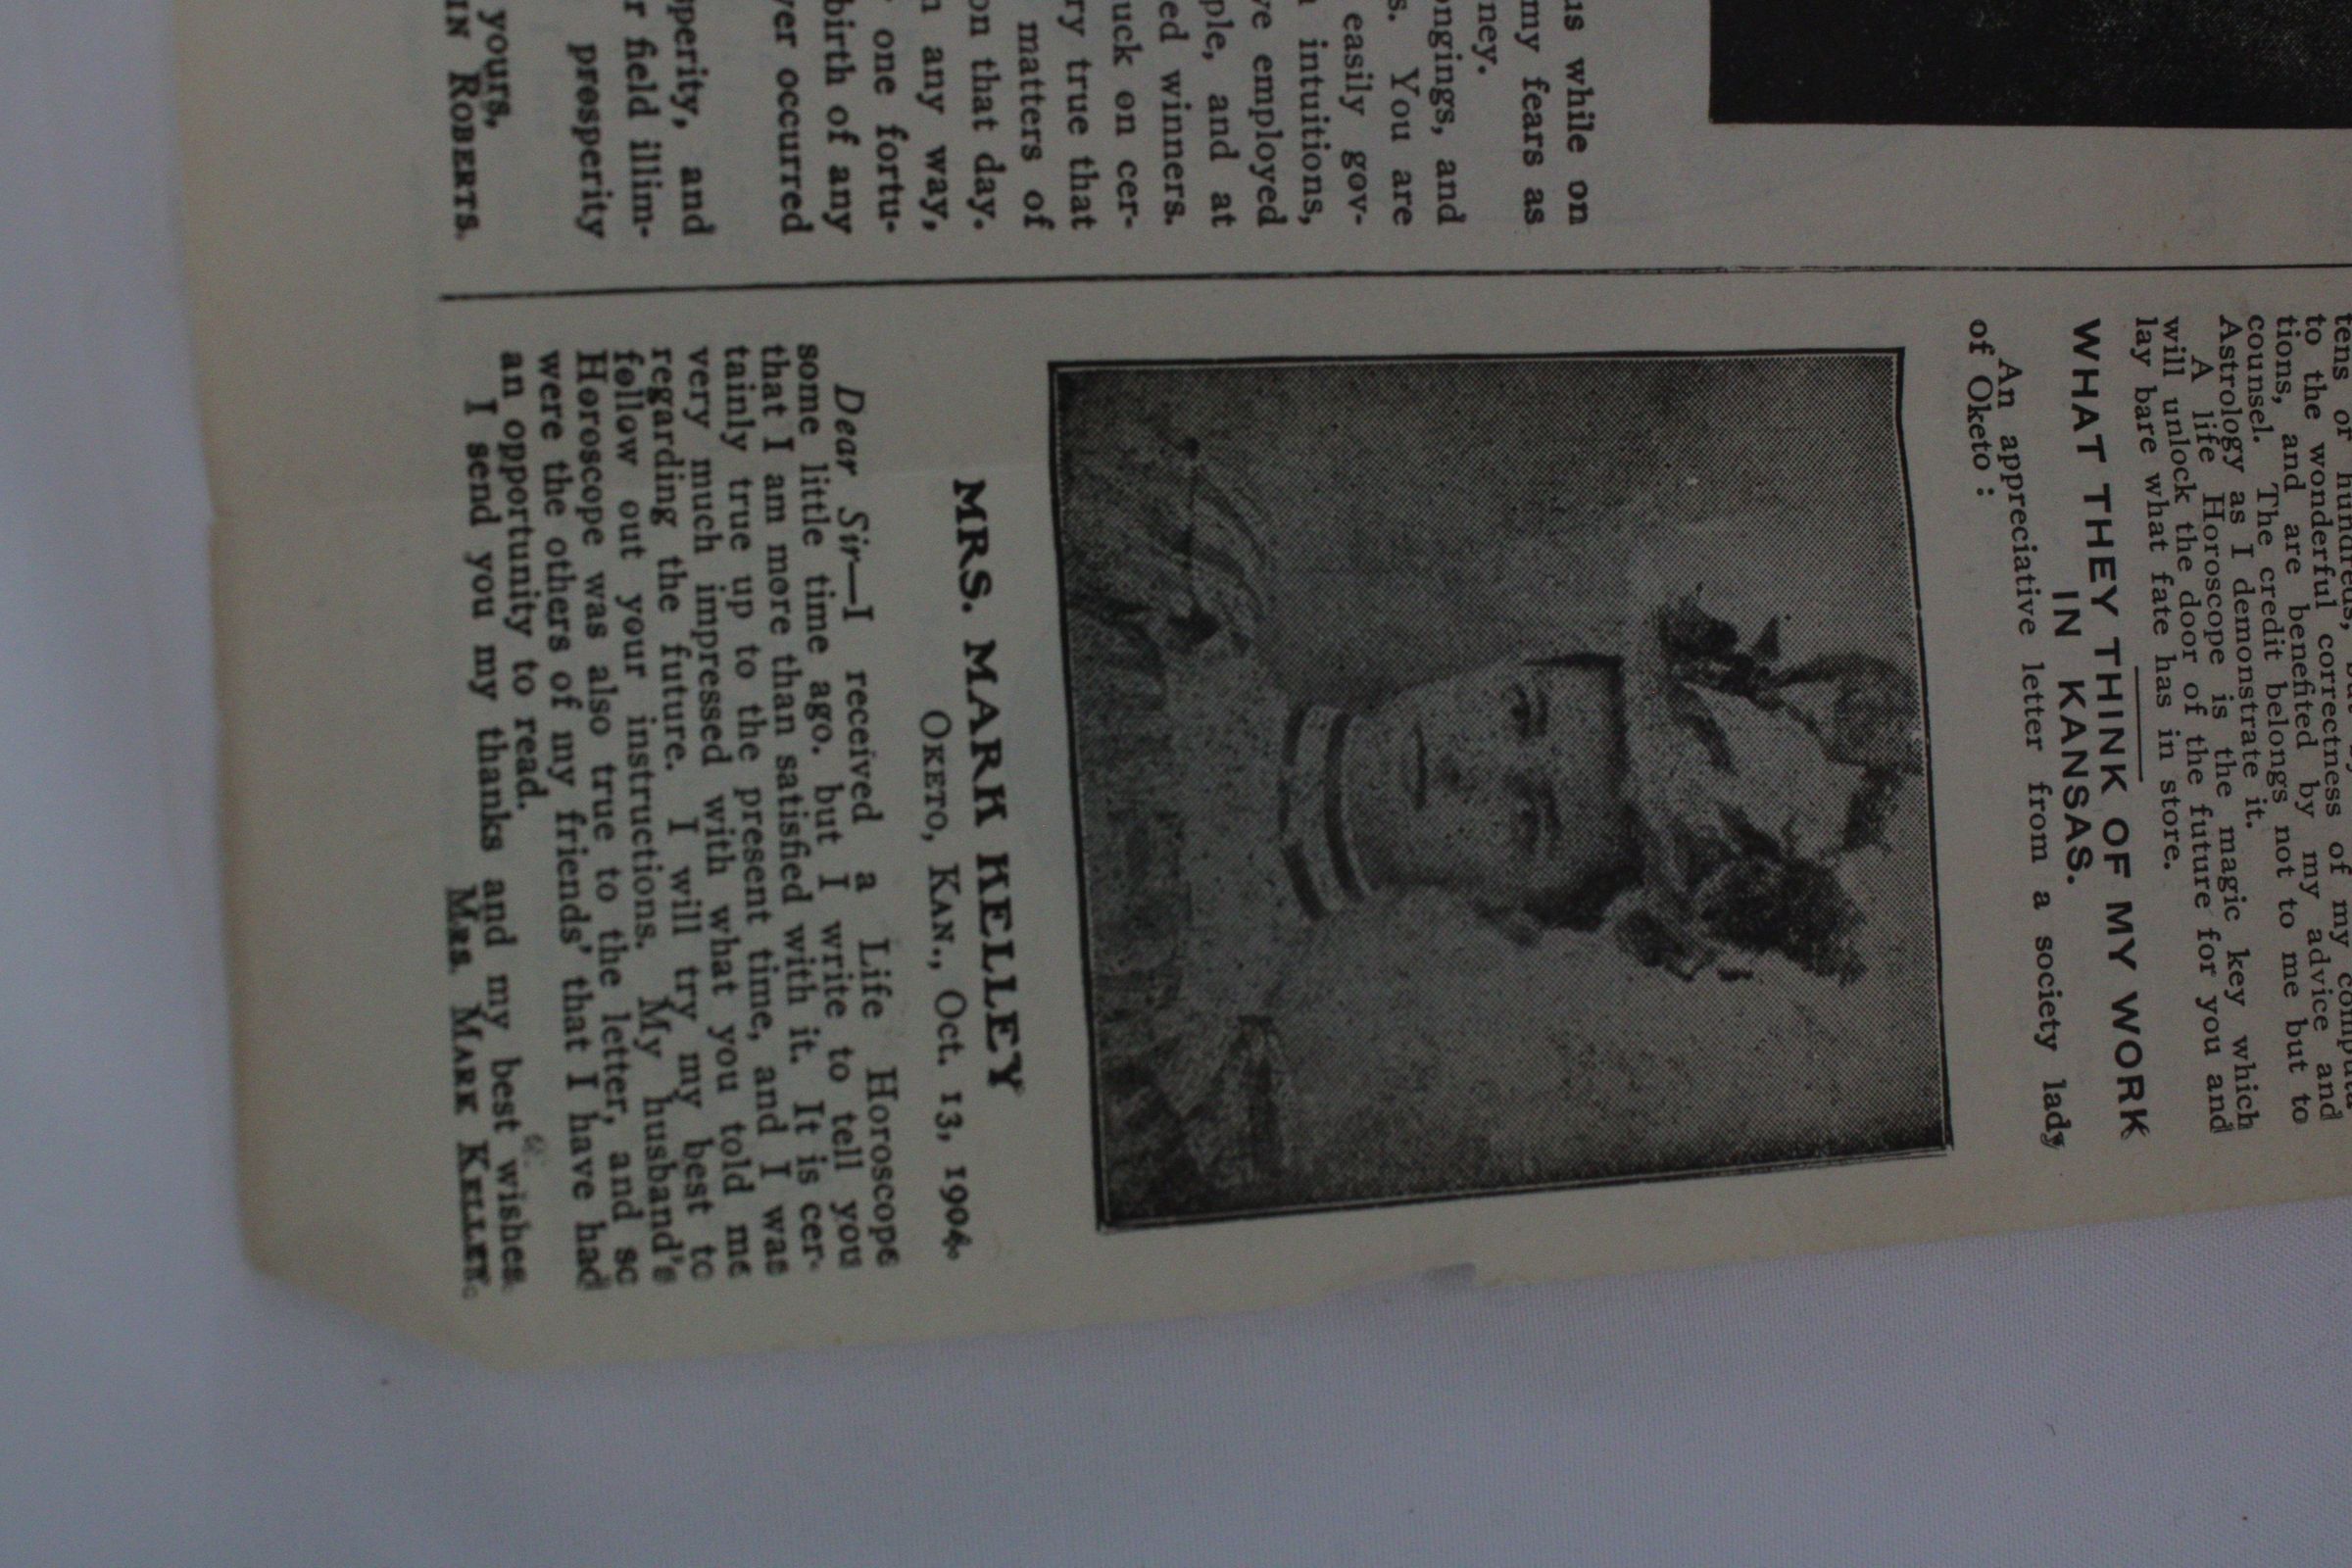 us while on
my fears as
ney.
ongings, and
s. You are
easily gov-
intuitions,
ve employed
ple, and at
ed winners.
uck on cer-
ry true that
matters of
on that day.
any way,
one fortu-
birth of any
ver occurred
perity, and
r field illim-
prosperity
yours,
IN ROBERTS.
to the wonderful correctness of my
tions, and are benefited by my advice and
counsel. The credit belongs not to me but to
Astrology as I demonstrate it.
A life Horoscope is the magic key which
will unlock the door of the future for you and
lay bare what fate has in store.
WHAT THEY THINK OF MY WORK
IN KANSAS.
An appreciative letter from a society lady
of Oketo:
MRS. MARK KELLEY
OKETO, KAN., Oct. 13, 1904.
Dear Sir—I received a Life Horoscope
some little time ago, but I write to tell you
that I am more than satisfied with it. It is cer-
tainly true up to the present time, and I was
very much impressed with what you told me
regarding the future. I will try my best to
follow out your instructions. My husband's
Horoscope was also true to the letter, and so
were the others of my friends' that I have had
an opportunity to read.
I send you my thanks and my best wishes.
MRS. MARK KELLEY.